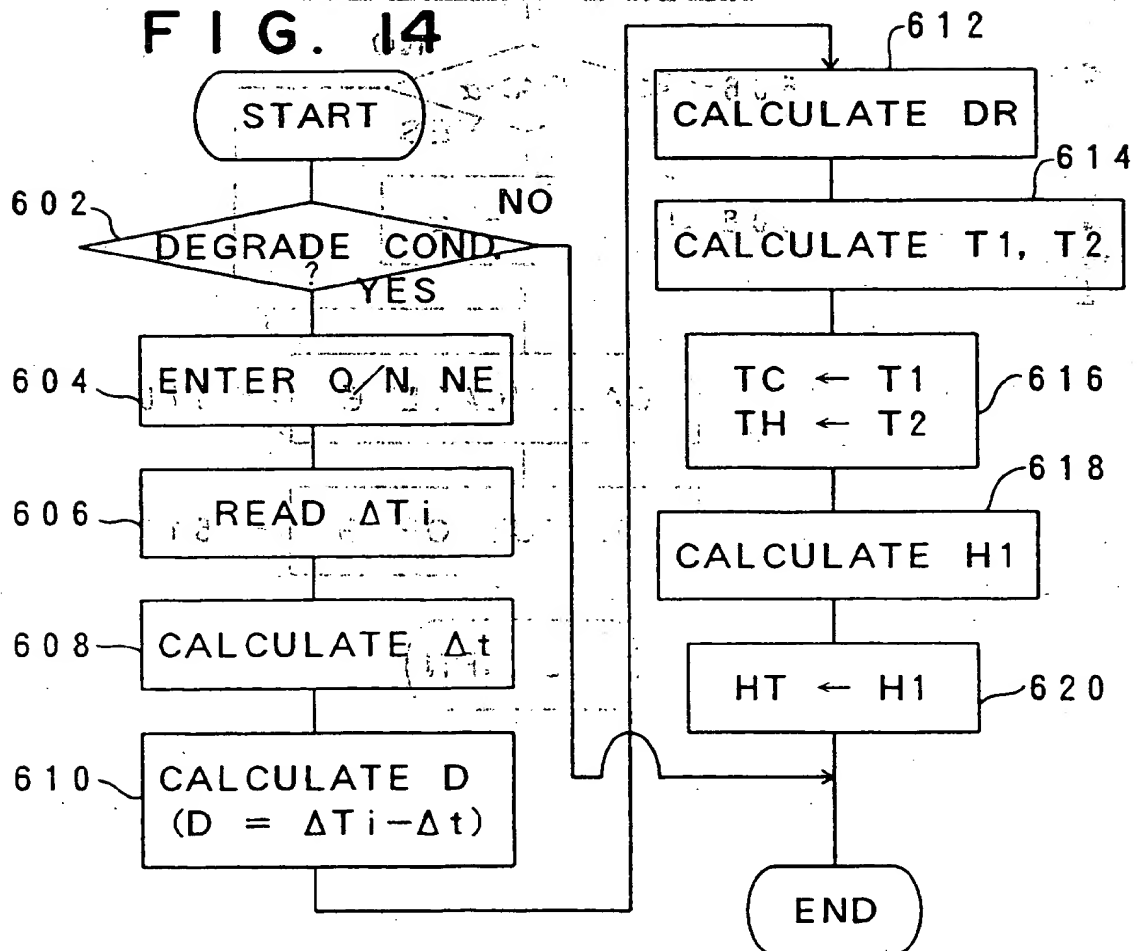 FIG. 14
START
602
DEGRADE COND.
?
NO
YES
604
ENTER Q/N, NE
606
READ ΔTi
608
CALCULATE Δt
610
CALCULATE D
(D = ΔTi-Δt)
612
CALCULATE DR
614
CALCULATE T1, T2
616
TC ← T1
TH ← T2
618
CALCULATE H1
620
HT ← H1
END